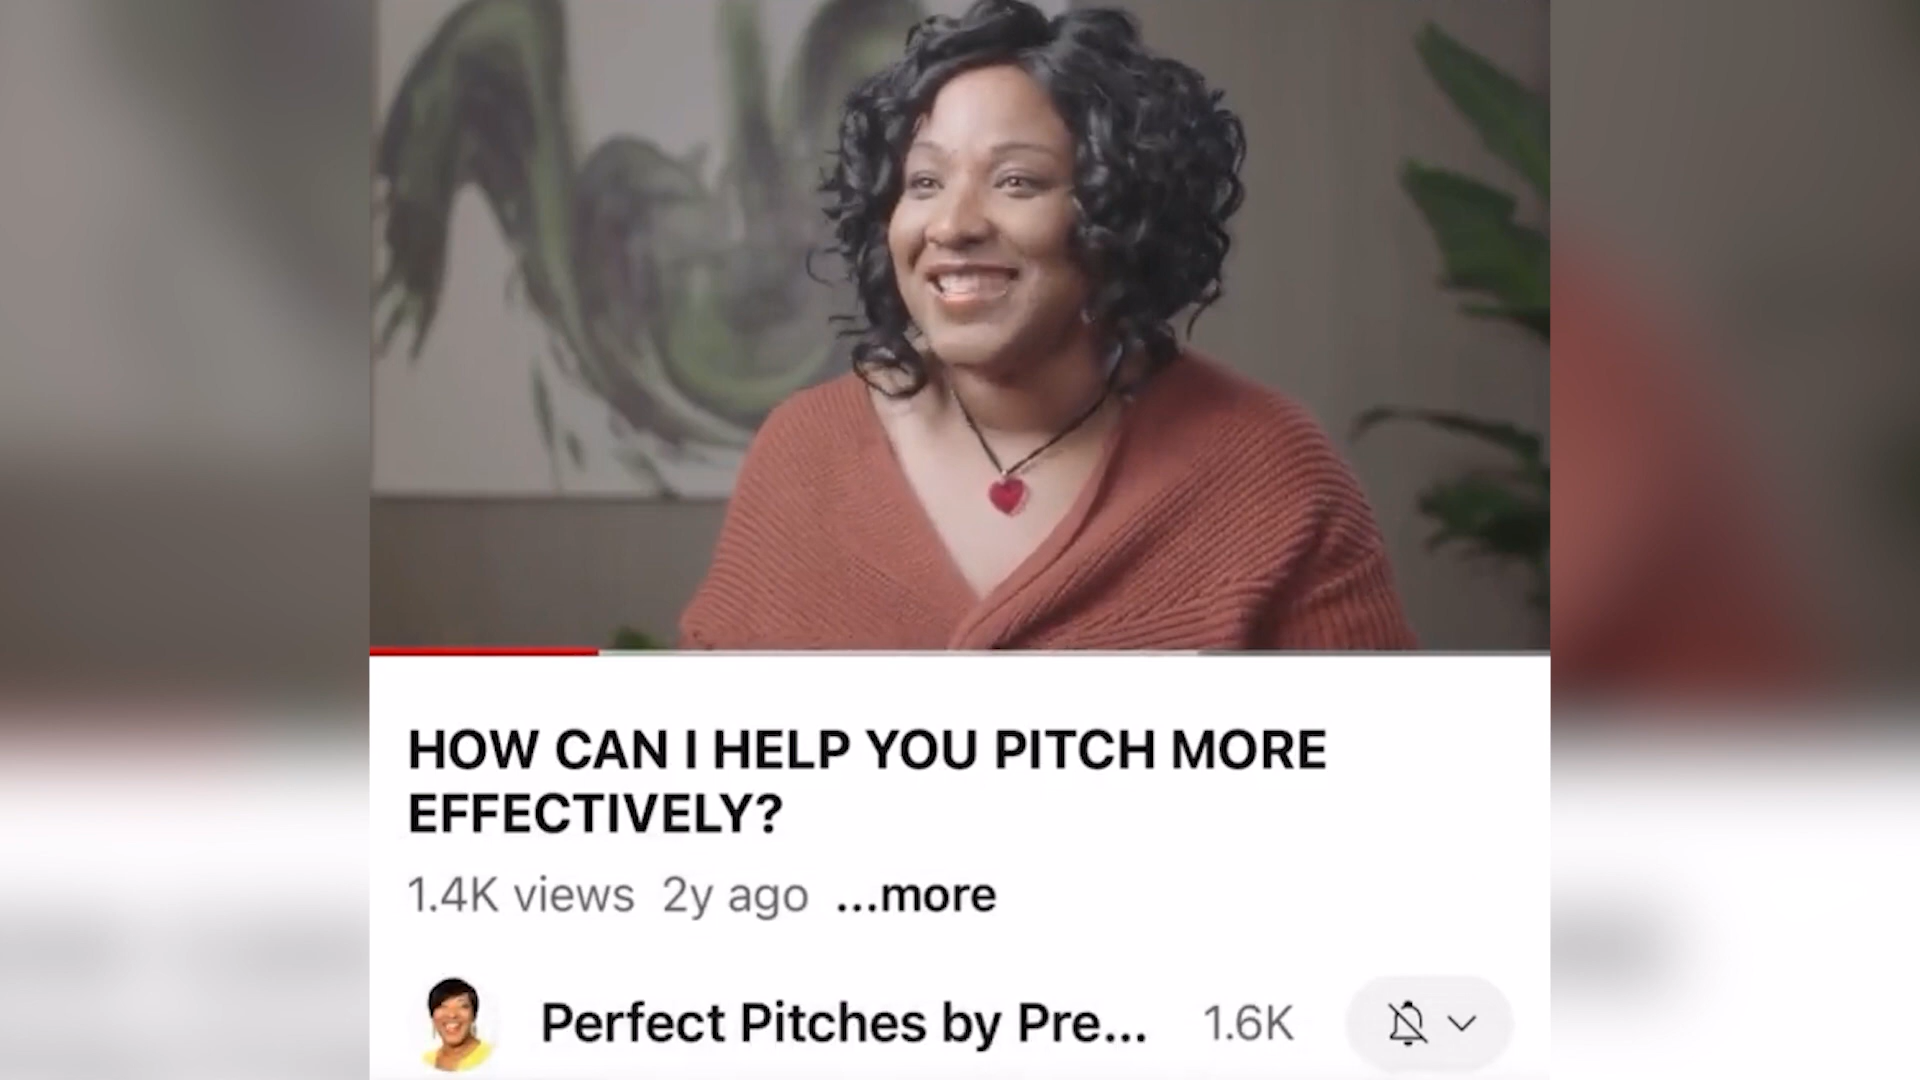 HOW CAN I HELP YOU PITCH MORE
EFFECTIVELY?
1.4K views 2y ago ...more
Perfect Pitches by Pre... 1.6K